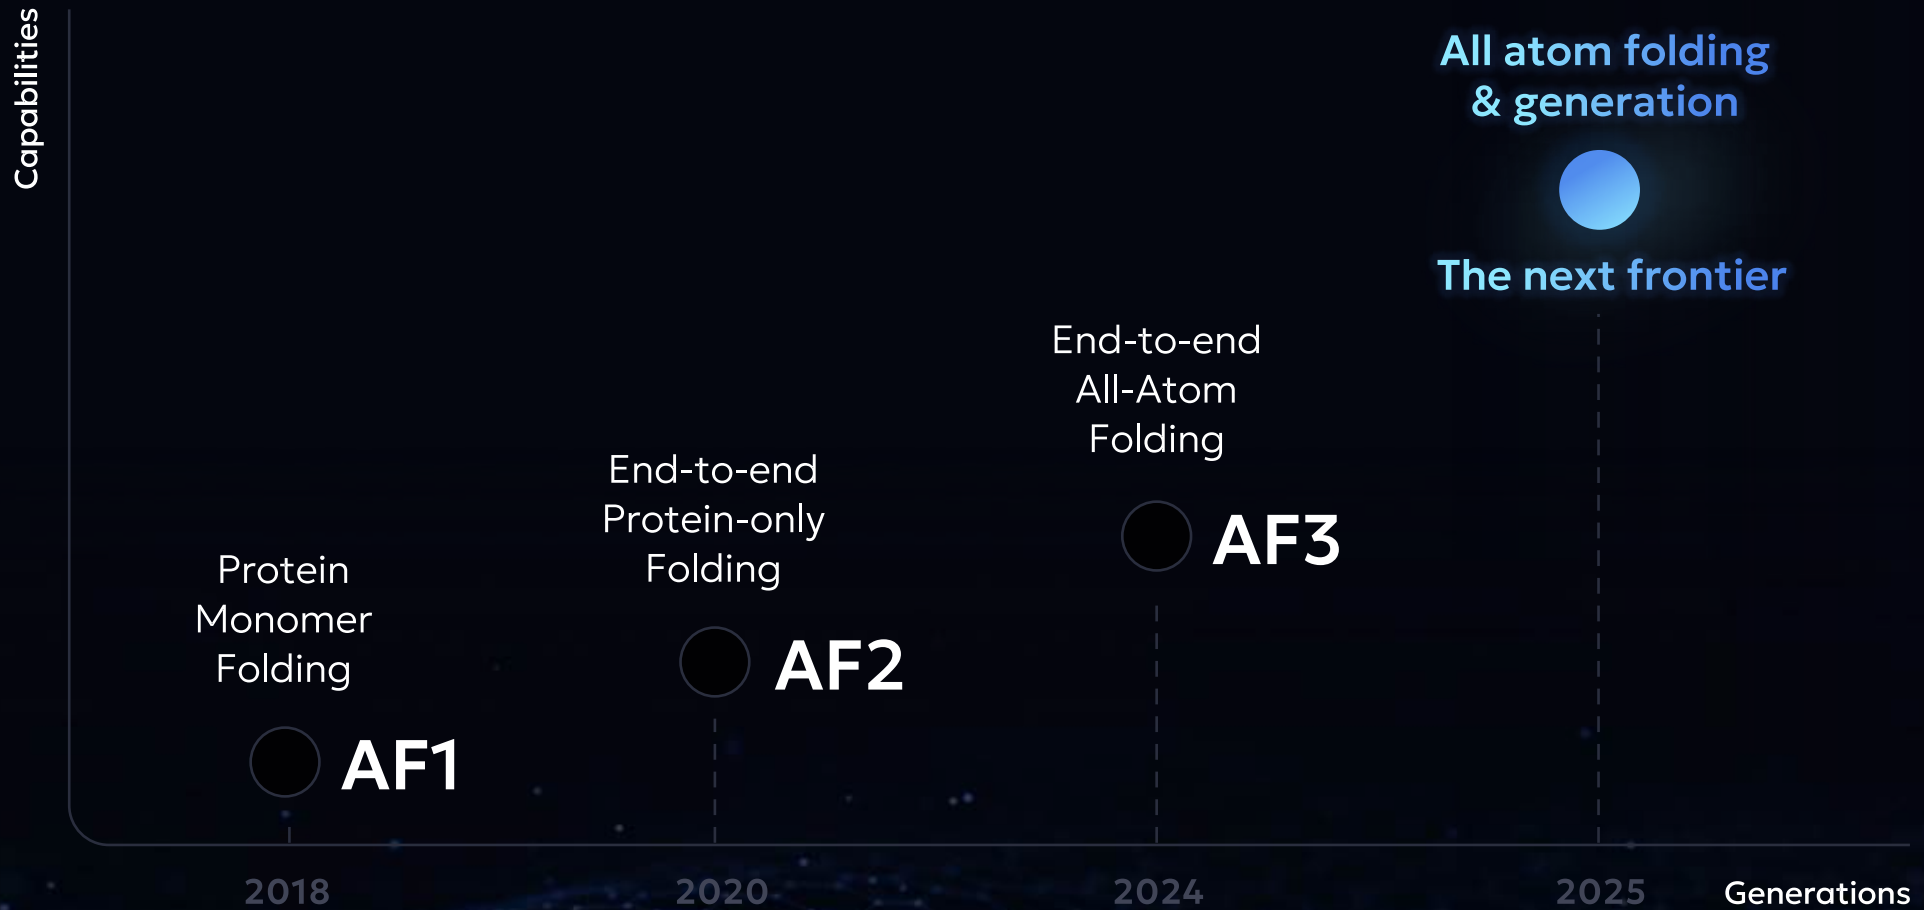 Capabilities
All atom folding
& generation
The next frontier
End-to-end
All-Atom
Folding
AF3
End-to-end
Protein-only
Folding
AF2
Protein
Monomer
Folding
AF1
2018
2020
2024
2025
Generations